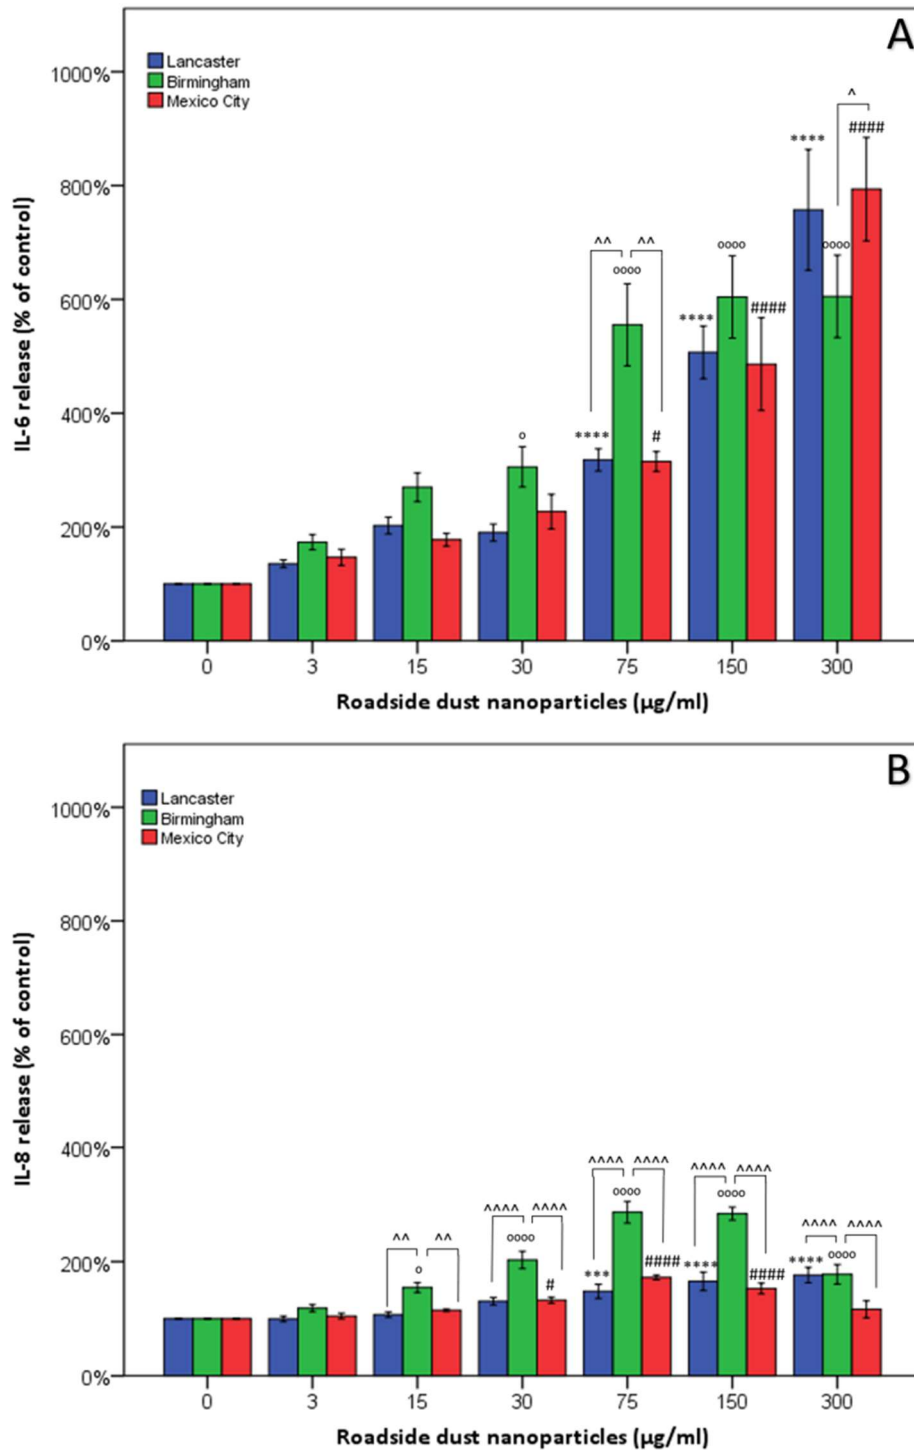 A
Lancaster
Birmingham
Mexico City
1000%
800%
600%
400%
200%
0%
IL-6 release (% of control)
^
####
****
oooo
oooo
####
****
^^ ^^
oooo
**** #
o
0 3 15 30 75 150 300
Roadside dust nanoparticles (µg/ml)
B
Lancaster
Birmingham
Mexico City
1000%
800%
600%
400%
200%
0%
IL-8 release (% of control)
^^ ^^
o
^^^^ ^^^^
oooo
#
^^^^ ^^^^
oooo
*** ####
^^^^ ^^^^
oooo
**** ####
^^^^ ^^^^
**** oooo
0 3 15 30 75 150 300
Roadside dust nanoparticles (µg/ml)